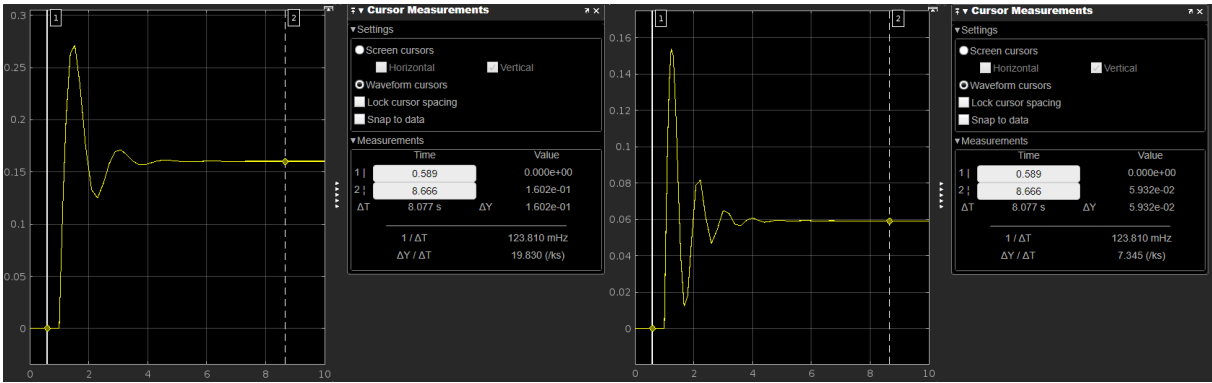 0.3
0.25
0.2
0.15
0.1
0.05
0
0 2 4 6 8 10
1 2
Cursor Measurements
Settings
Screen cursors
Horizontal Vertical
Waveform cursors
Lock cursor spacing
Snap to data
Measurements
Time Value
1 | 0.589 0.000e+00
2 ¦ 8.666 1.602e-01
ΔT 8.077 s ΔY 1.602e-01
1 / ΔT 123.810 mHz
ΔY / ΔT 19.830 (/ks)
0.16
0.14
0.12
0.1
0.08
0.06
0.04
0.02
0
0 2 4 6 8 10
1 2
Cursor Measurements
Settings
Screen cursors
Horizontal Vertical
Waveform cursors
Lock cursor spacing
Snap to data
Measurements
Time Value
1 | 0.589 0.000e+00
2 ¦ 8.666 5.932e-02
ΔT 8.077 s ΔY 5.932e-02
1 / ΔT 123.810 mHz
ΔY / ΔT 7.345 (/ks)